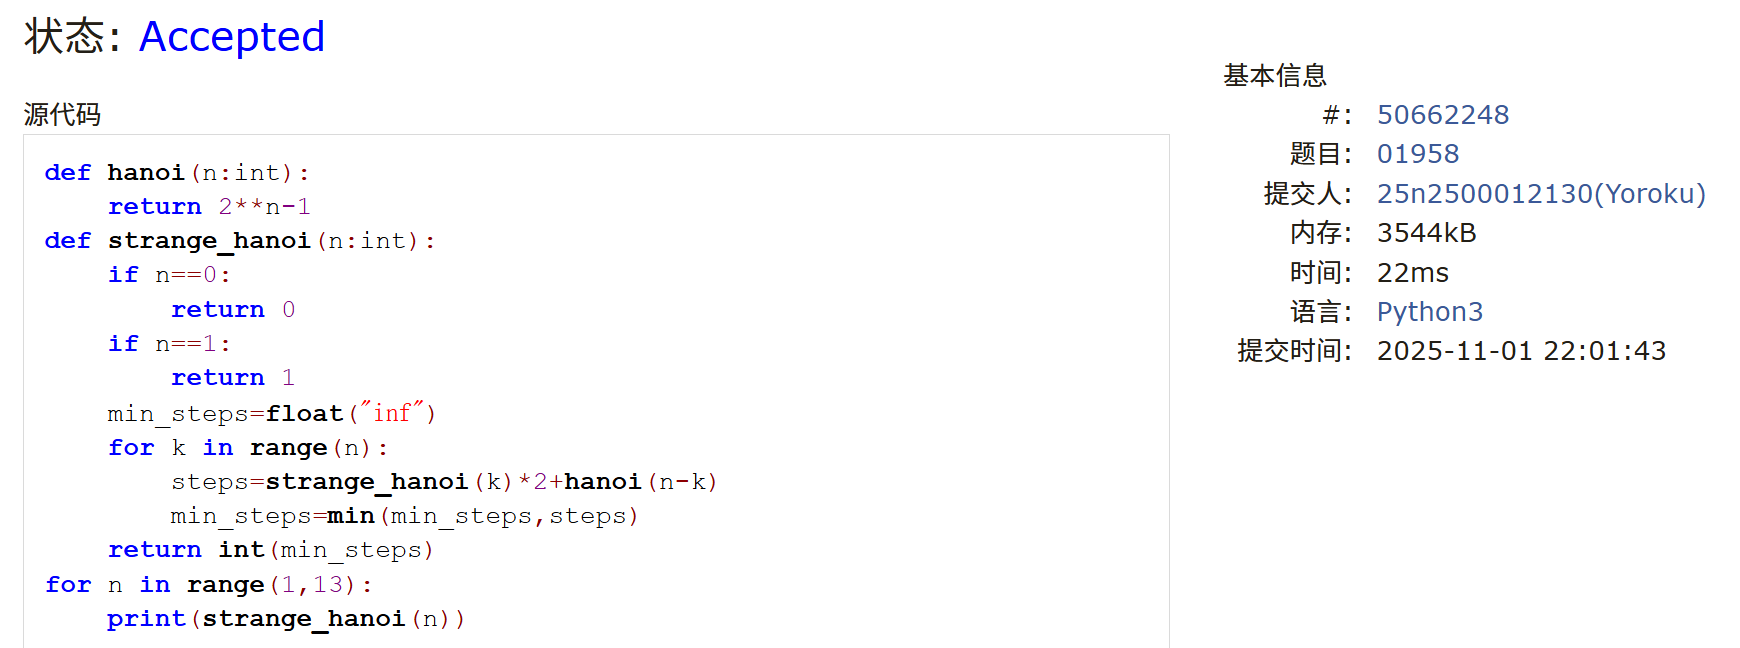 状态: Accepted
源代码
def hanoi(n:int):
    return 2**n-1
def strange_hanoi(n:int):
    if n==0:
        return 0
    if n==1:
        return 1
    min_steps=float("inf")
    for k in range(n):
        steps=strange_hanoi(k)*2+hanoi(n-k)
        min_steps=min(min_steps,steps)
    return int(min_steps)
for n in range(1,13):
    print(strange_hanoi(n))
基本信息
#: 50662248
题目: 01958
提交人: 25n2500012130(Yoroku)
内存: 3544kB
时间: 22ms
语言: Python3
提交时间: 2025-11-01 22:01:43